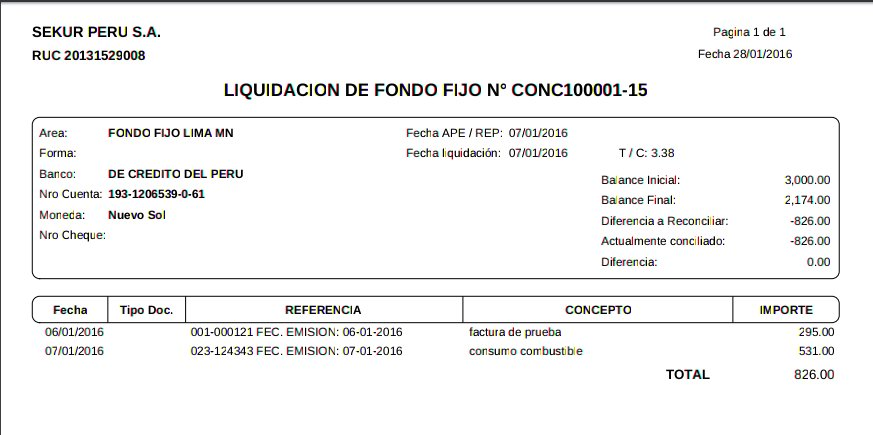 SEKUR PERU S.A.
Pagina 1 de 1
RUC 20131529008
Fecha 28/01/2016
LIQUIDACION DE FONDO FIJO N° CONC100001-15
Area: FONDO FIJO LIMA MN Fecha APE / REP: 07/01/2016
Forma: Fecha liquidación: 07/01/2016 T / C: 3.38
Banco: DE CREDITO DEL PERU
Balance Inicial: 3,000.00
Nro Cuenta: 193-1206539-0-61
Balance Final: 2,174.00
Moneda: Nuevo Sol
Diferencia a Reconciliar: -826.00
Nro Cheque:
Actualmente conciliado: -826.00
Diferencia: 0.00
Fecha Tipo Doc. REFERENCIA CONCEPTO IMPORTE
06/01/2016 001-000121 FEC. EMISION: 06-01-2016 factura de prueba 295.00
07/01/2016 023-124343 FEC. EMISION: 07-01-2016 consumo combustible 531.00
TOTAL 826.00